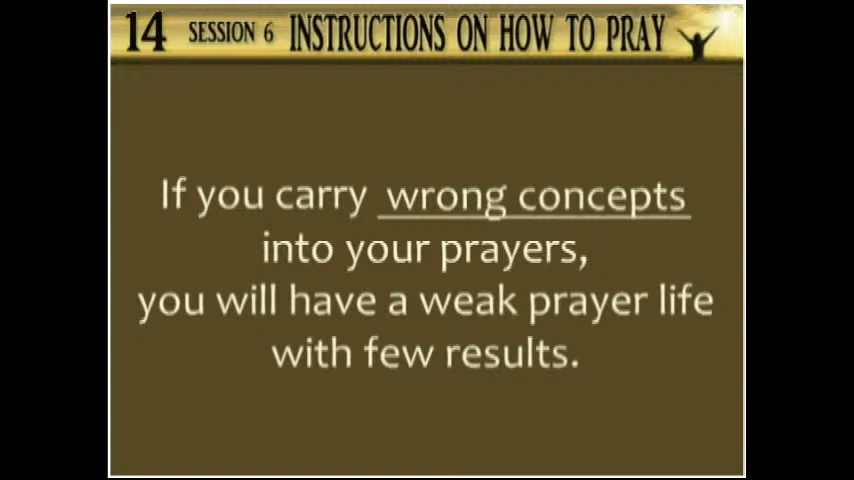 14 SESSION 6 INSTRUCTIONS ON HOW TO PRAY
If you carry wrong concepts
into your prayers,
you will have a weak prayer life
with few results.